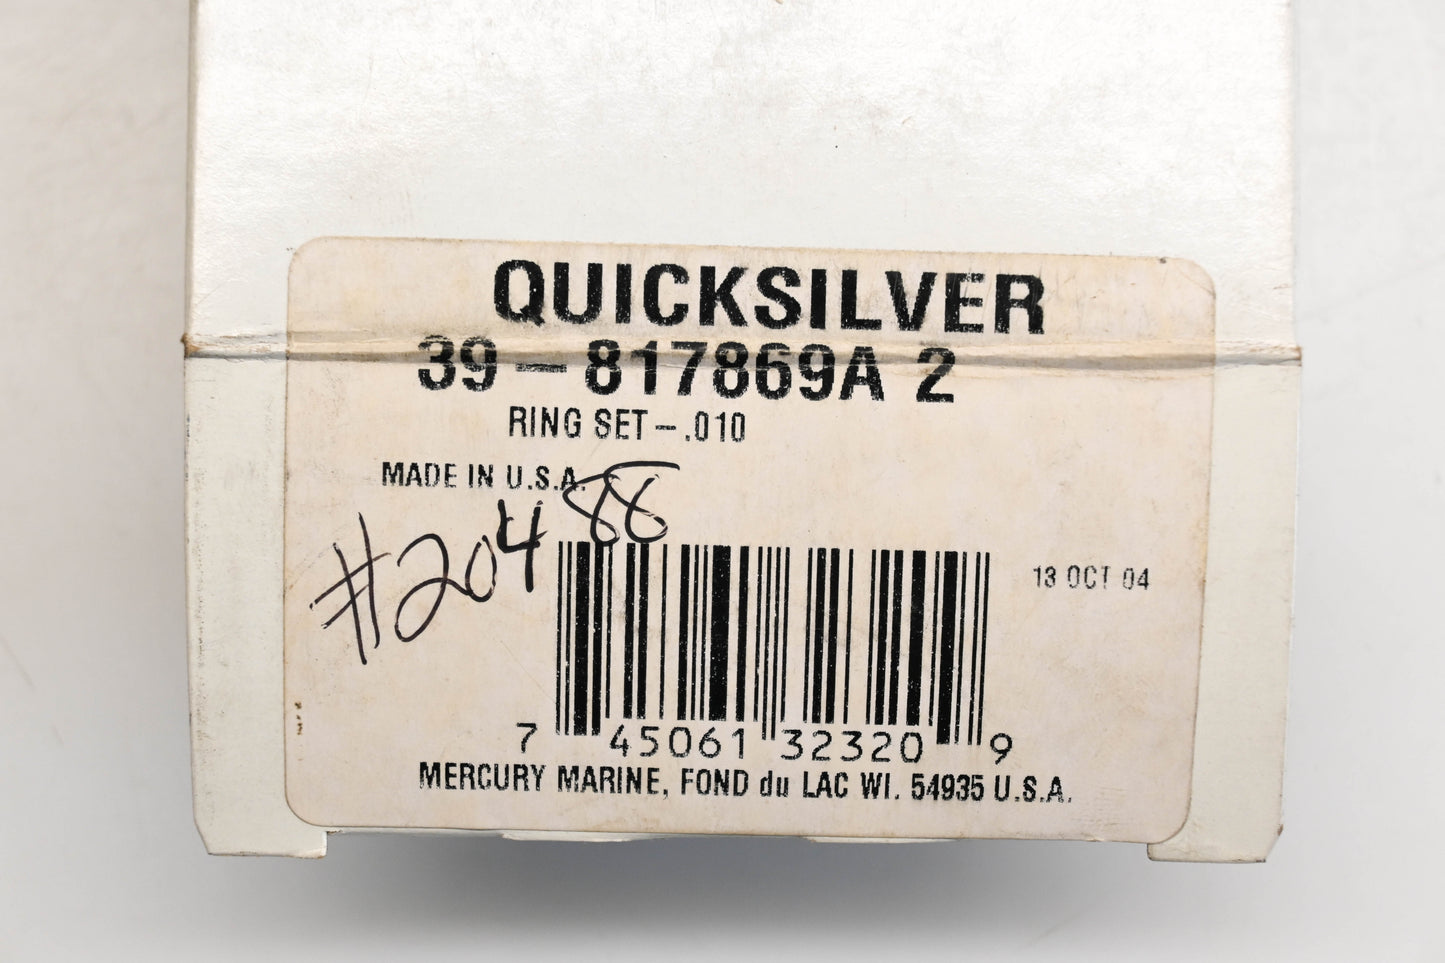 QUICKSILVER
39-817869A 2
RING SET-.010
MADE IN U.S.A.
#20488
13 OCT 04
7 45061 32320 9
MERCURY MARINE, FOND du LAC WI. 54935 U.S.A.